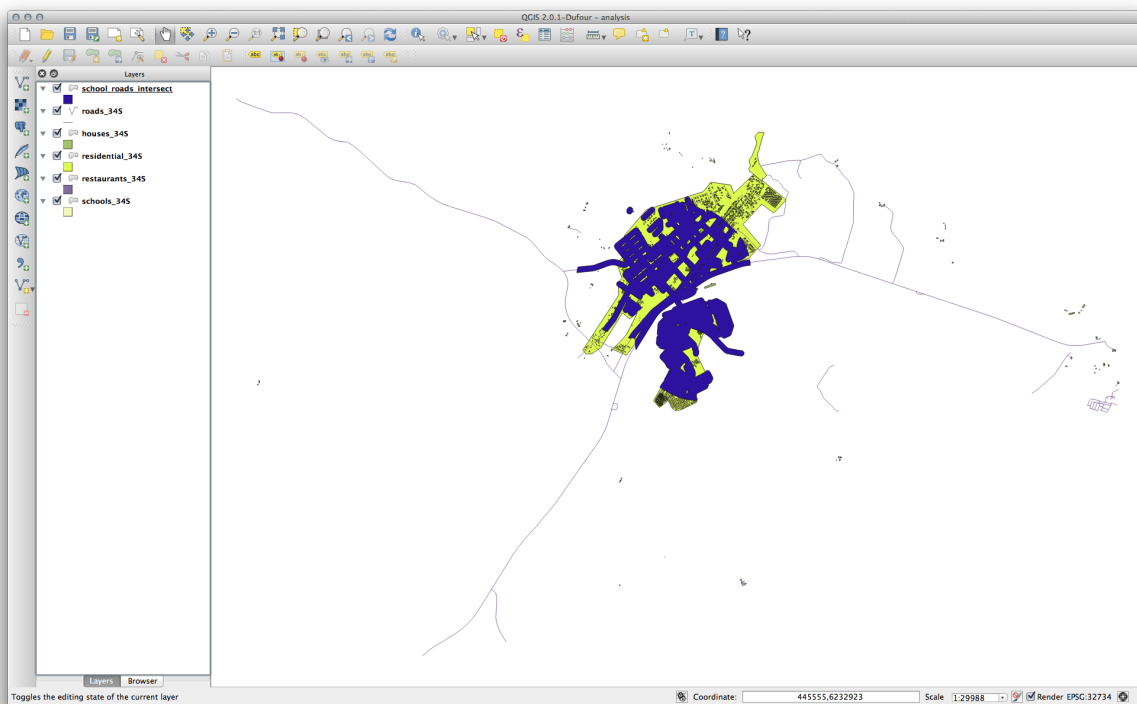 QGIS 2.0.1-Dufour - analysis
Layers
school_roads_intersect
roads_34S
houses_34S
residential_34S
restaurants_34S
schools_34S
Layers
Browser
Toggles the editing state of the current layer
Coordinate:
445555,6232923
Scale
1:29988
Render
EPSG:32734